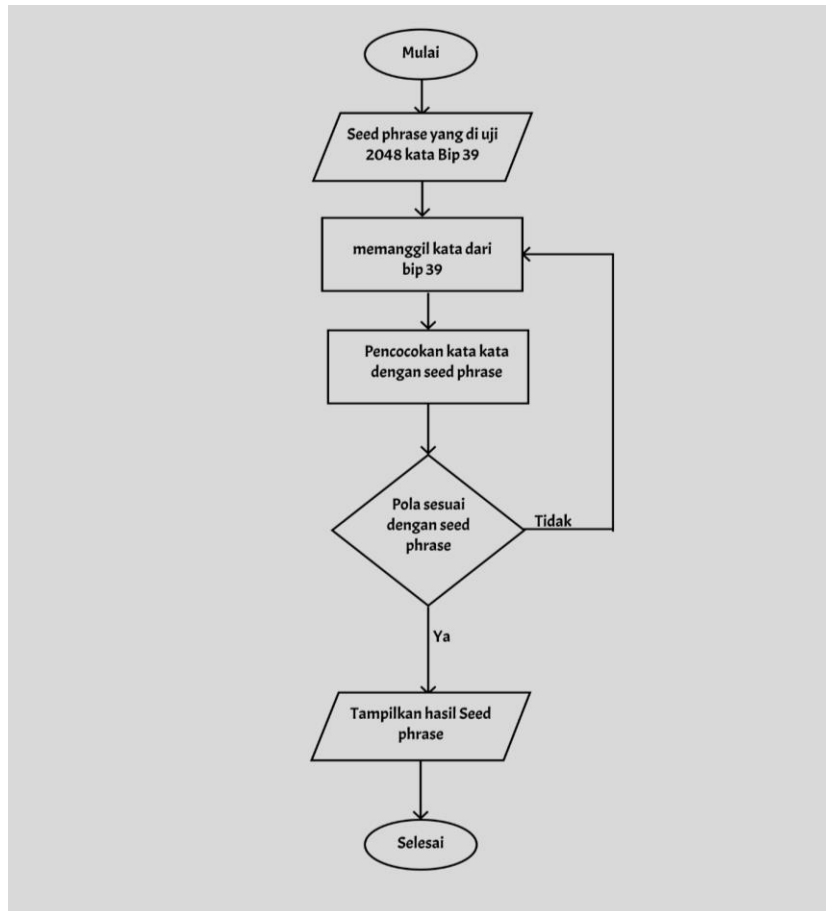 Mulai
Seed phrase yang di uji
2048 kata Bip 39
memanggil kata dari
bip 39
Pencocokan kata kata
dengan seed phrase
Pola sesuai
dengan seed
phrase
Tidak
Ya
Tampilkan hasil Seed
phrase
Selesai